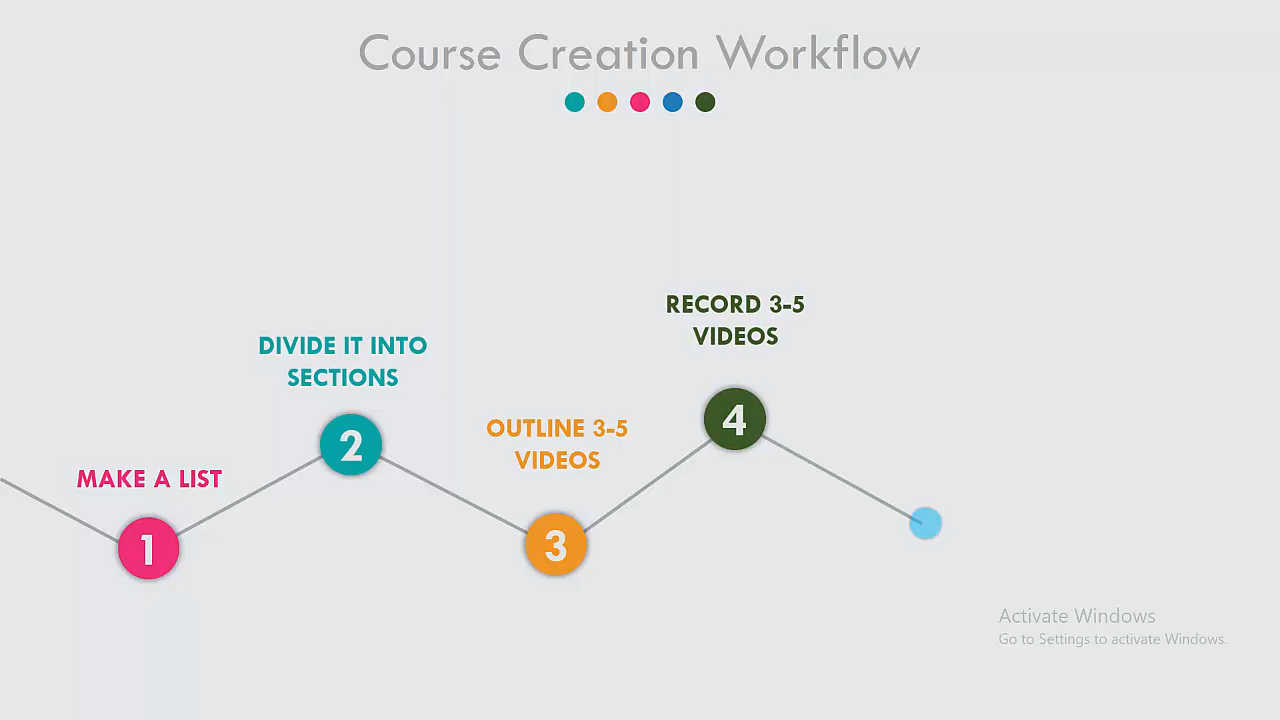 Course Creation Workflow
MAKE A LIST
1
DIVIDE IT INTO
SECTIONS
2
OUTLINE 3-5
VIDEOS
3
RECORD 3-5
VIDEOS
4
Activate Windows
Go to Settings to activate Windows.